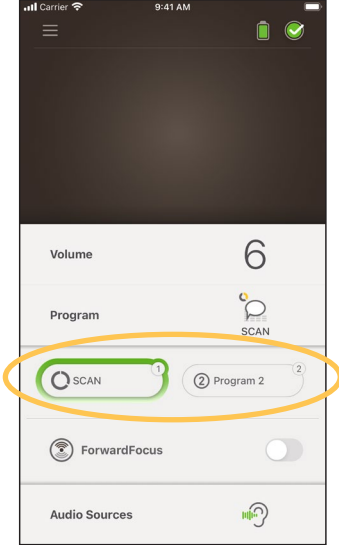 Carrier 9:41 AM
Volume 6
Program
SCAN
SCAN 1 2 Program 2 2
ForwardFocus
Audio Sources